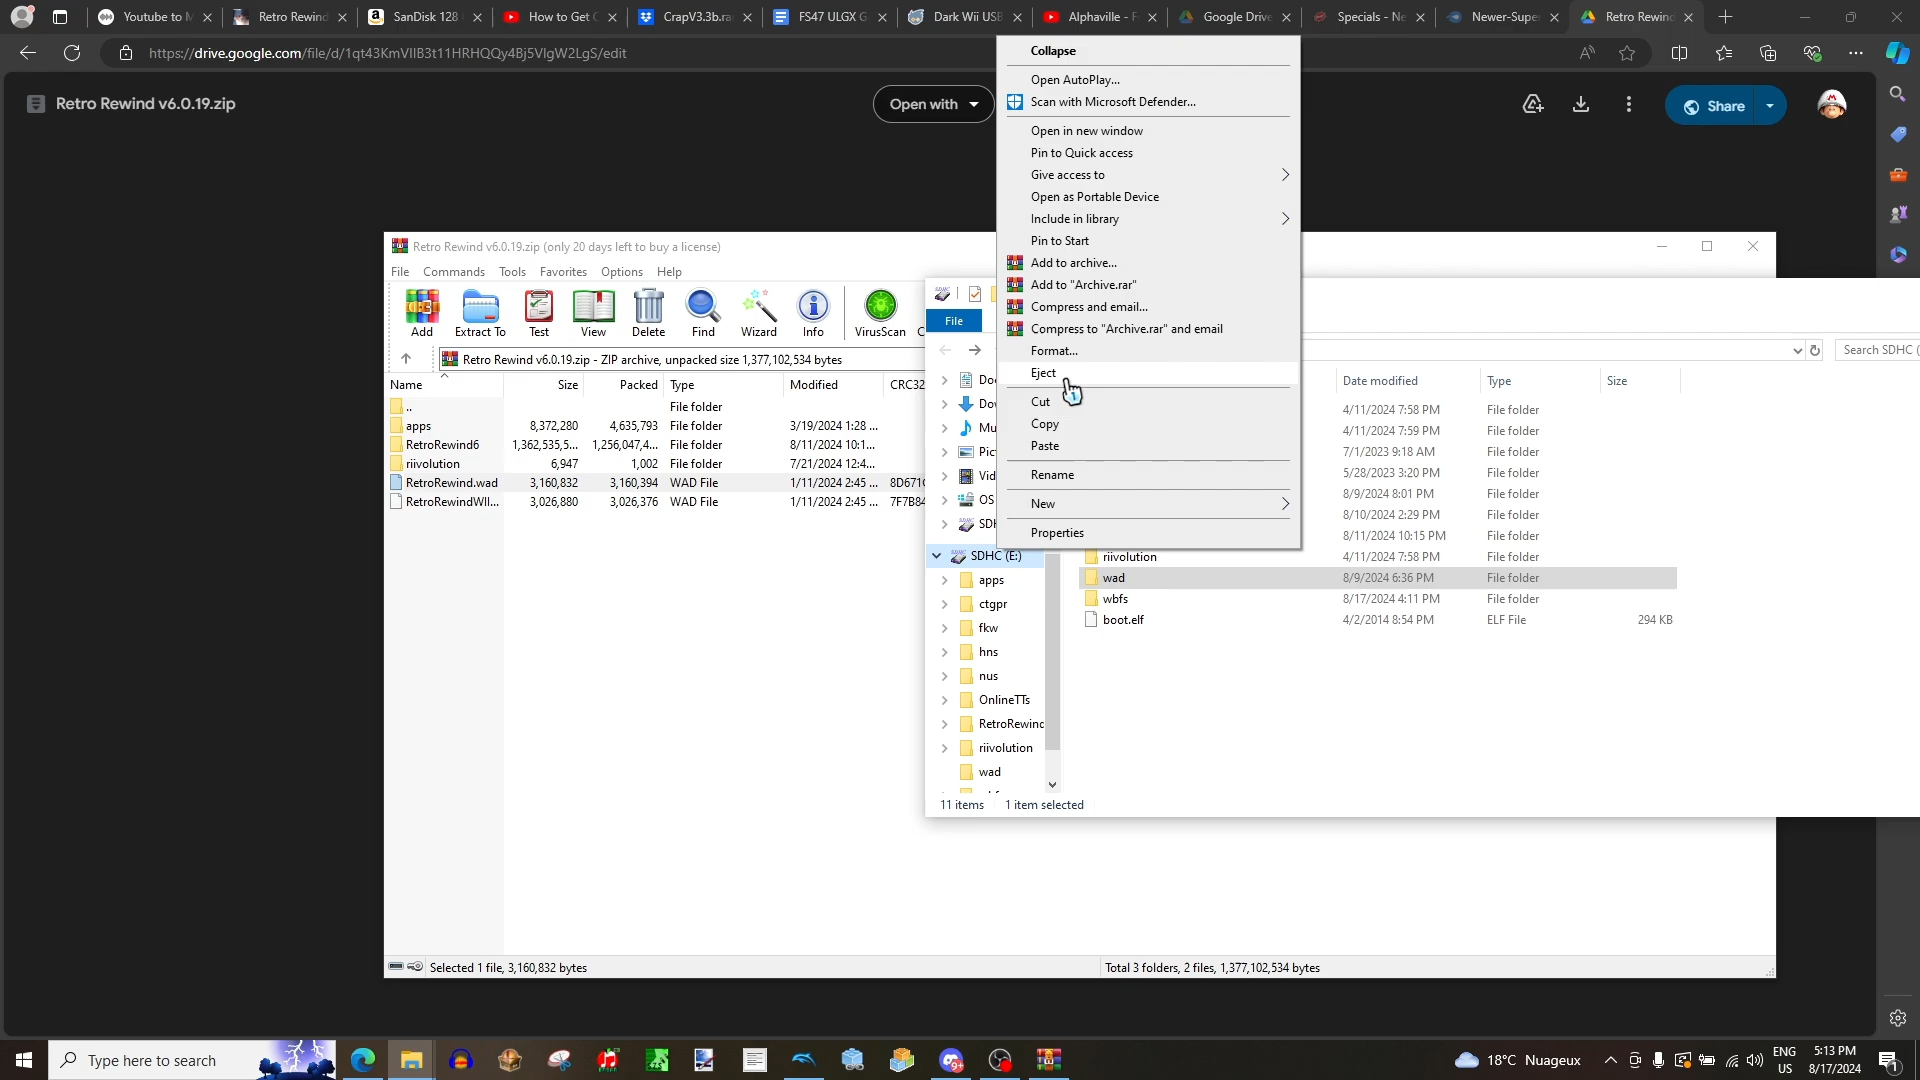 Youtube to M
Retro Rewind
SanDisk 128
How to Get C
CrapV3.3b.ra
FS47 ULGX G
Dark Wii USB
Alphaville - F
Google Drive
Specials - Ne
Newer-Super
Retro Rewind
https://drive.google.com/file/d/1qt43KmVlIB3t11HRHQQy4Bj5VlgW2LgS/edit
Retro Rewind v6.0.19.zip
Open with
Share
Collapse
Open AutoPlay...
Scan with Microsoft Defender...
Open in new window
Pin to Quick access
Give access to
Open as Portable Device
Include in library
Pin to Start
Add to archive...
Add to "Archive.rar"
Compress and email...
Compress to "Archive.rar" and email
Format...
Eject
Cut
Copy
Paste
Rename
New
Properties
Retro Rewind v6.0.19.zip (only 20 days left to buy a license)
File Commands Tools Favorites Options Help
Add Extract To Test View Delete Find Wizard Info VirusScan C
Retro Rewind v6.0.19.zip - ZIP archive, unpacked size 1,377,102,534 bytes
Name Size Packed Type Modified CRC32
.. File folder
apps 8,372,280 4,635,793 File folder 3/19/2024 1:28 ...
RetroRewind6 1,362,535,5... 1,256,047,4... File folder 8/11/2024 10:1...
riivolution 6,947 1,002 File folder 7/21/2024 12:4...
RetroRewind.wad 3,160,832 3,160,394 WAD File 1/11/2024 2:45 ... 8D671
RetroRewindWII... 3,026,880 3,026,376 WAD File 1/11/2024 2:45 ... 7F7B84
Selected 1 file, 3,160,832 bytes
Total 3 folders, 2 files, 1,377,102,534 bytes
File
Search SDHC (
Doc
Dow
Mu
Pic
Vid
OS
SDH
SDHC (E:)
apps
ctgpr
fkw
hns
nus
OnlineTTs
RetroRewind
riivolution
wad
Date modified Type Size
4/11/2024 7:58 PM File folder
4/11/2024 7:59 PM File folder
7/1/2023 9:18 AM File folder
5/28/2023 3:20 PM File folder
8/9/2024 8:01 PM File folder
8/10/2024 2:29 PM File folder
8/11/2024 10:15 PM File folder
riivolution 4/11/2024 7:58 PM File folder
wad 8/9/2024 6:36 PM File folder
wbfs 8/17/2024 4:11 PM File folder
boot.elf 4/2/2014 8:54 PM ELF File 294 KB
11 items 1 item selected
Type here to search
18°C Nuageux
ENG
US
5:13 PM
8/17/2024
1